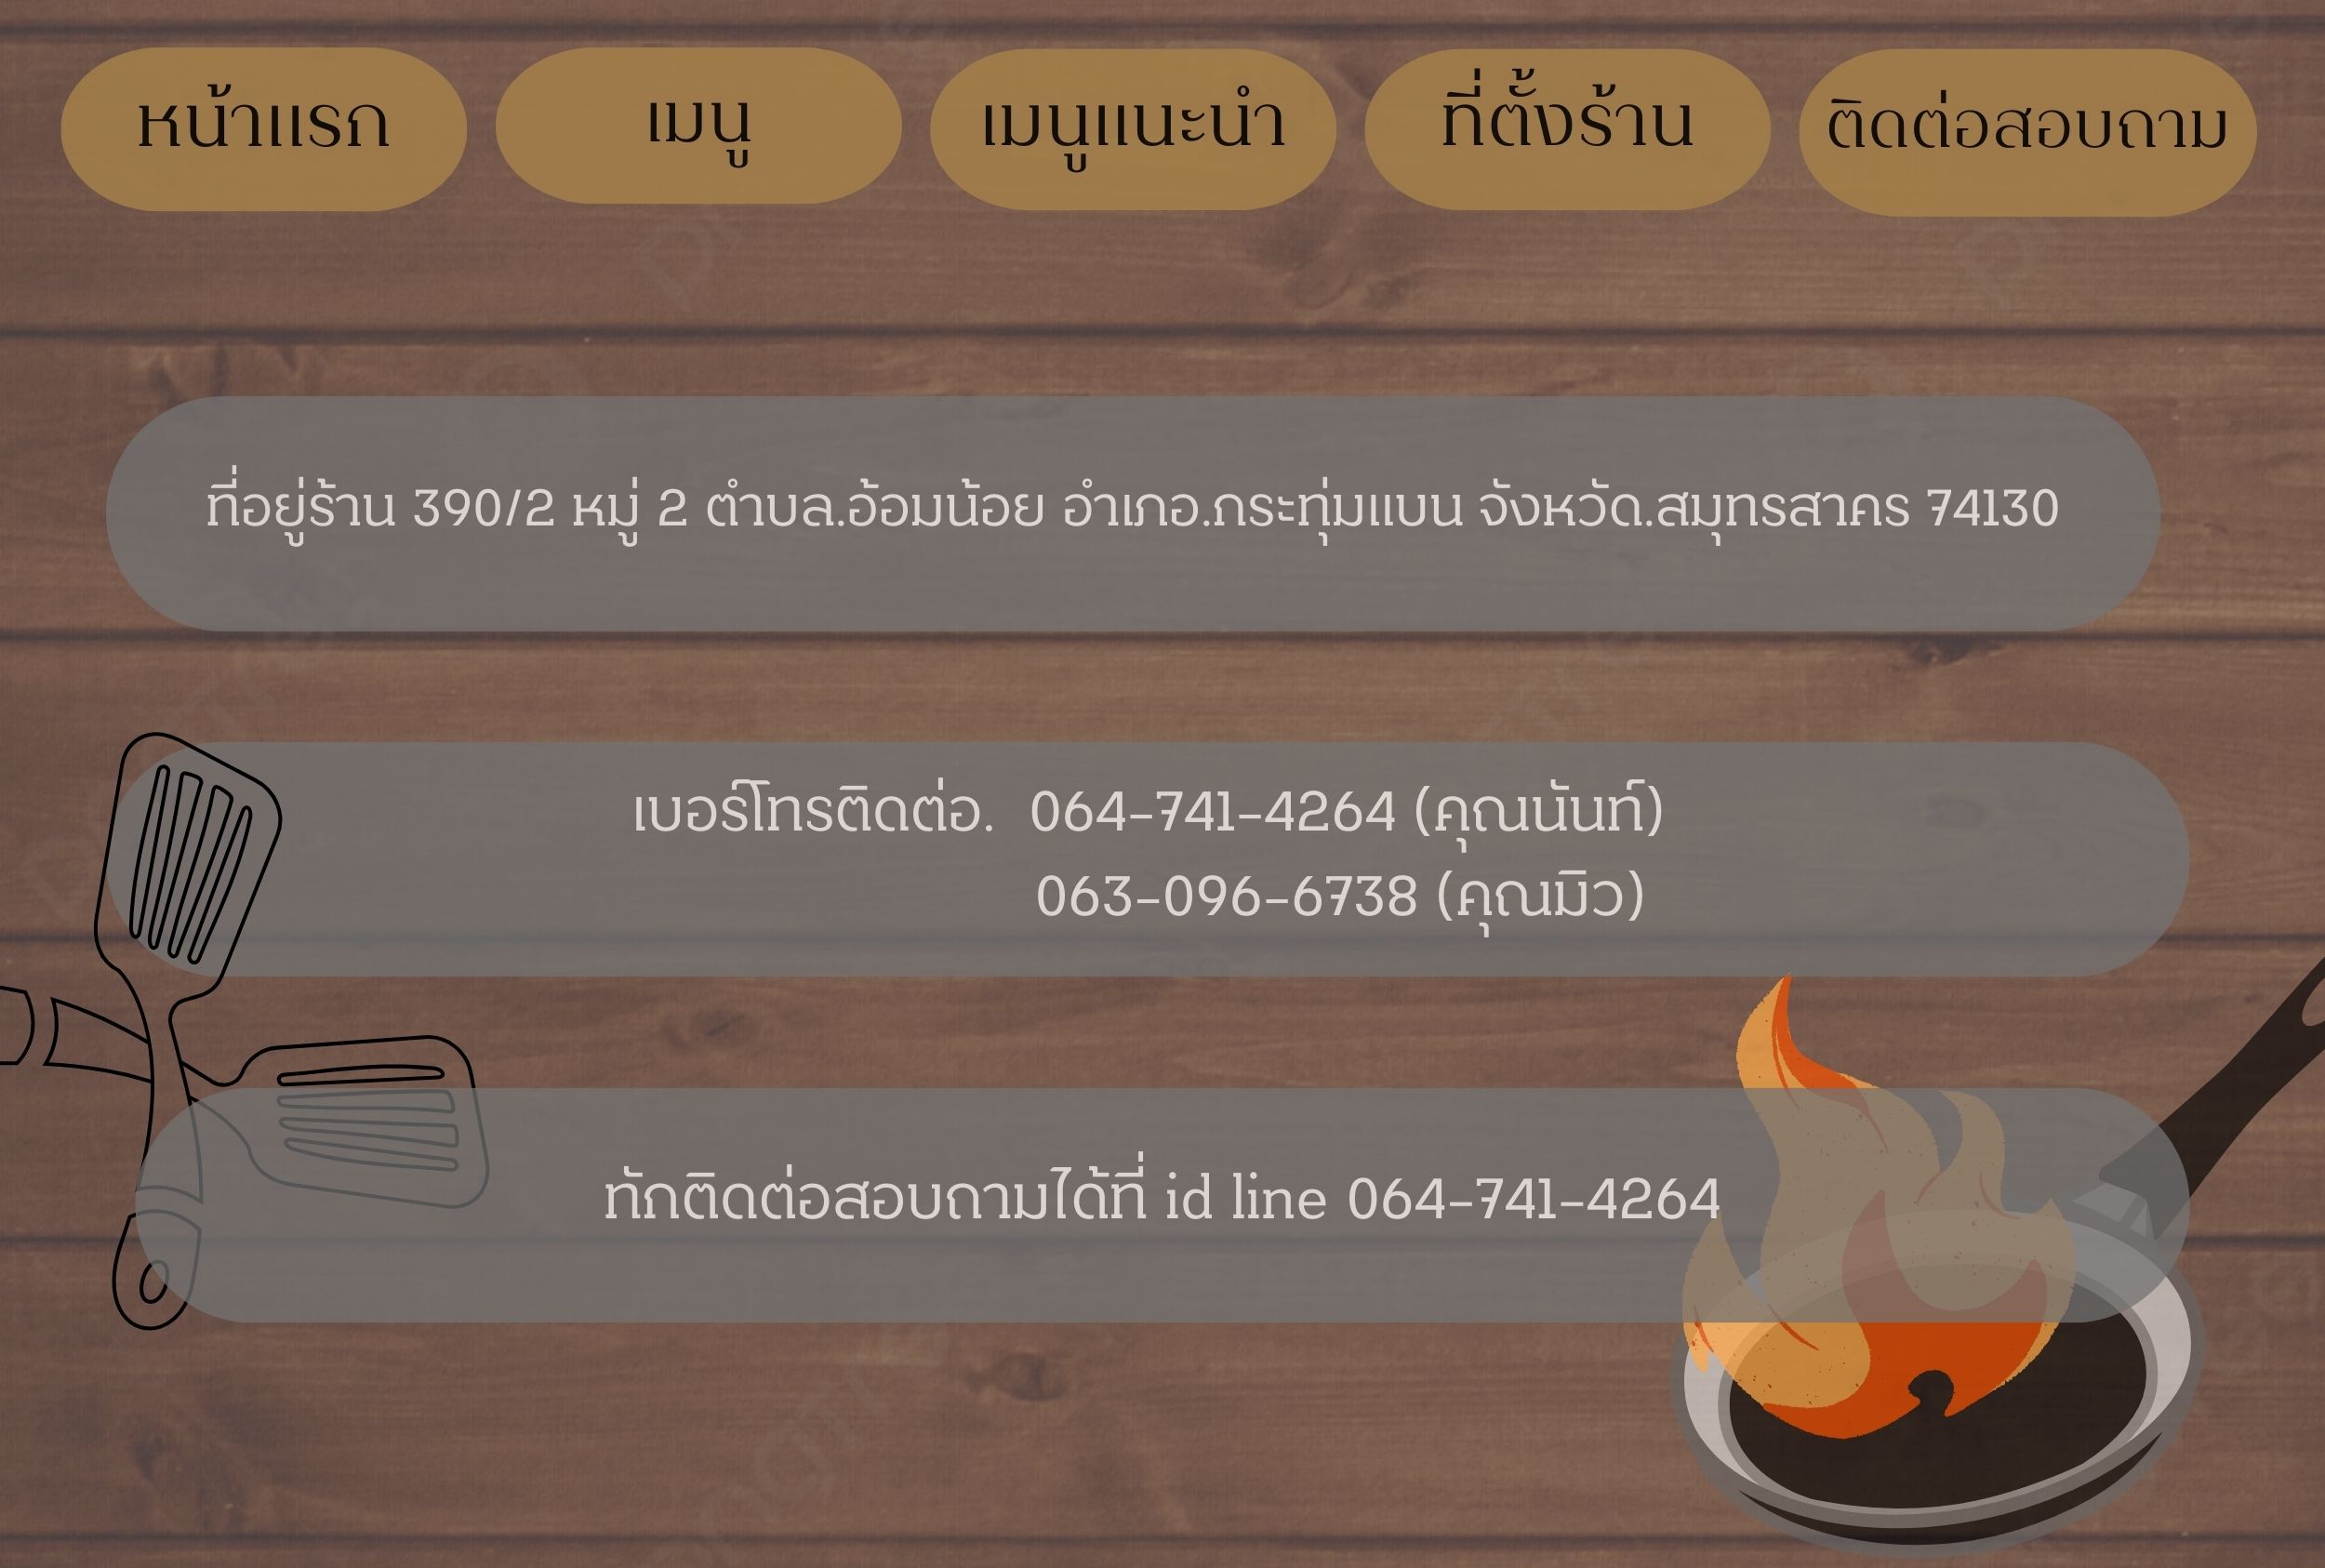 หน้าแรก
เมนู
เมนูแนะนำ
ที่ตั้งร้าน
ติดต่อสอบถาม
ที่อยู่ร้าน 390/2 หมู่ 2 ตำบล.อ้อมน้อย อำเภอ.กระทุ่มแบน จังหวัด.สมุทรสาคร 74130
เบอร์โทรติดต่อ. 064-741-4264 (คุณนันท์)
063-096-6738 (คุณมิว)
ทักติดต่อสอบถามได้ที่ id line 064-741-4264